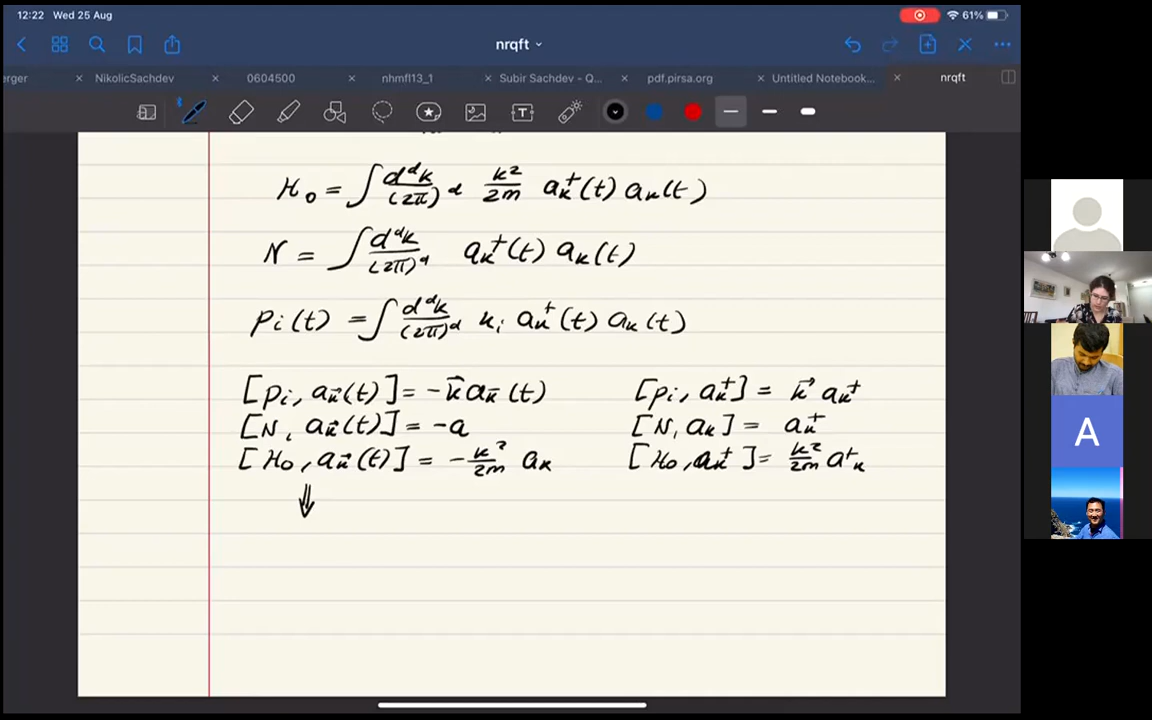 12:22 Wed 25 Aug
61%
nrqft
erger
NikolicSachdev
0604500
nhmfl13_1
Subir Sachdev - Q...
pdf.pirsa.org
Untitled Notebook...
nrqft
H₀ = ∫ dᵈk/(2π)ᵈ k²/2m aₖ⁺(t) aₖ(t)
N = ∫ dᵈk/(2π)ᵈ aₖ⁺(t) aₖ(t)
Pᵢ(t) = ∫ dᵈk/(2π)ᵈ kᵢ aₖ⁺(t) aₖ(t)
[Pᵢ, a_k⃗(t)] = -k⃗ a_k⃗(t)
[Pᵢ, aₖ⁺] = k⃗ aₖ⁺
[N, a_k⃗(t)] = -a
[N, aₖ] = aₖ⁺
[H₀, a_k⃗(t)] = -k²/2m aₖ
[H₀, aₖ⁺] = k²/2m a⁺ₖ
⇓
A